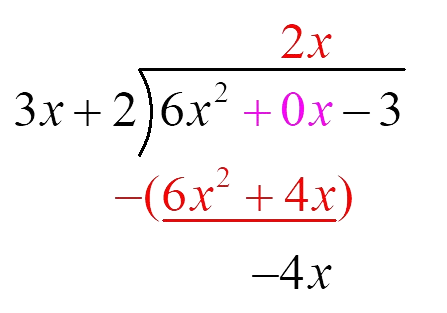 2x
3x + 2)6x² + 0x − 3
−(6x² + 4x)
−4x